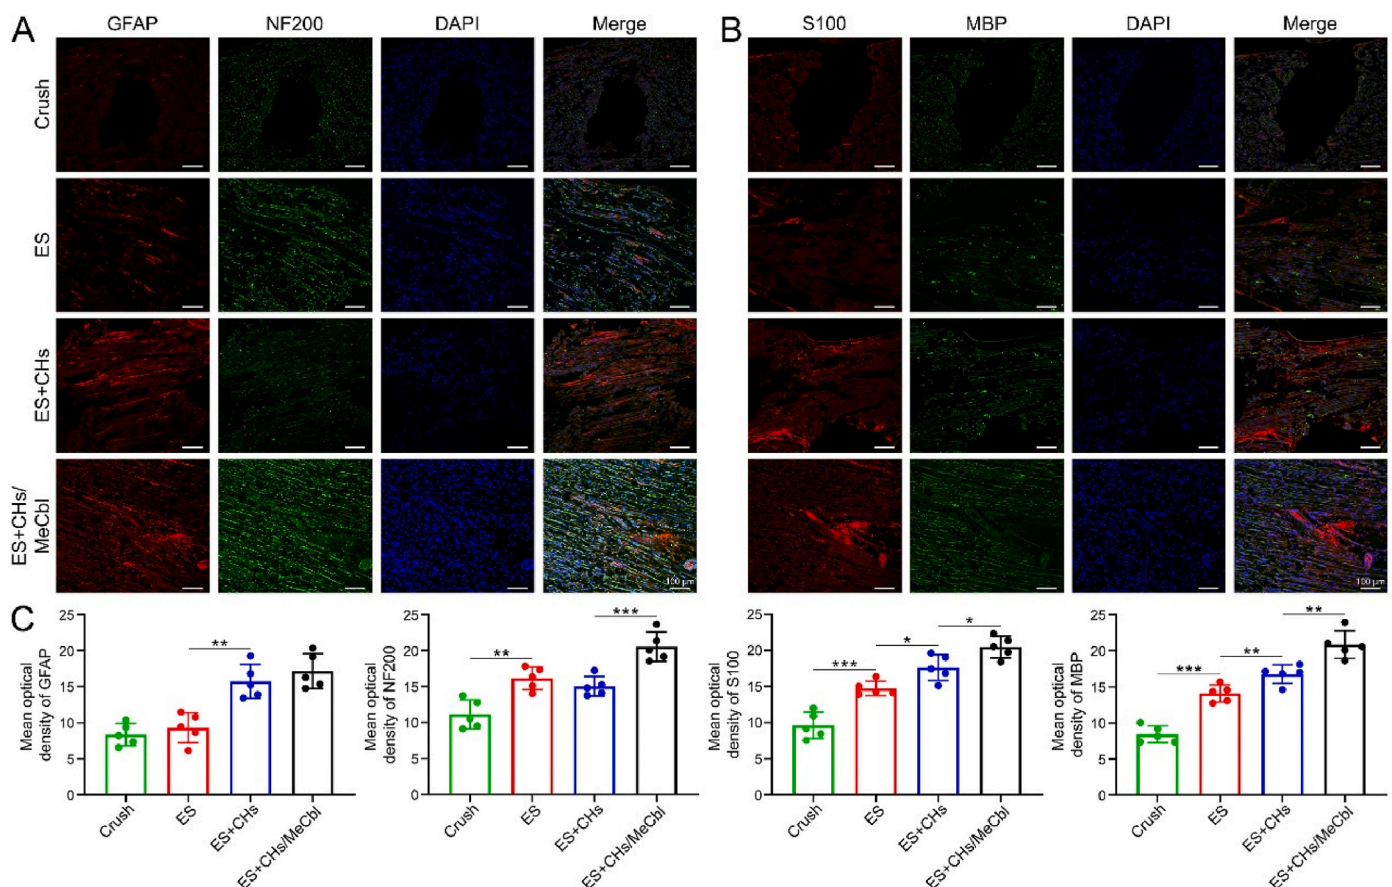 A
GFAP NF200 DAPI Merge
B
S100 MBP DAPI Merge
Crush
ES
ES+CHs
ES+CHs/
MeCbl
100 μm
100 μm
C
Mean optical
density of GFAP
25
20
15
10
5
0
**
Crush
ES
ES+CHs
ES+CHs/MeCbl
Mean optical
density of NF200
25
20
15
10
5
0
**
***
Crush
ES
ES+CHs
ES+CHs/MeCbl
Mean optical
density of S100
25
20
15
10
5
0
***
*
*
Crush
ES
ES+CHs
ES+CHs/MeCbl
Mean optical
density of MBP
25
20
15
10
5
0
***
**
**
Crush
ES
ES+CHs
ES+CHs/MeCbl